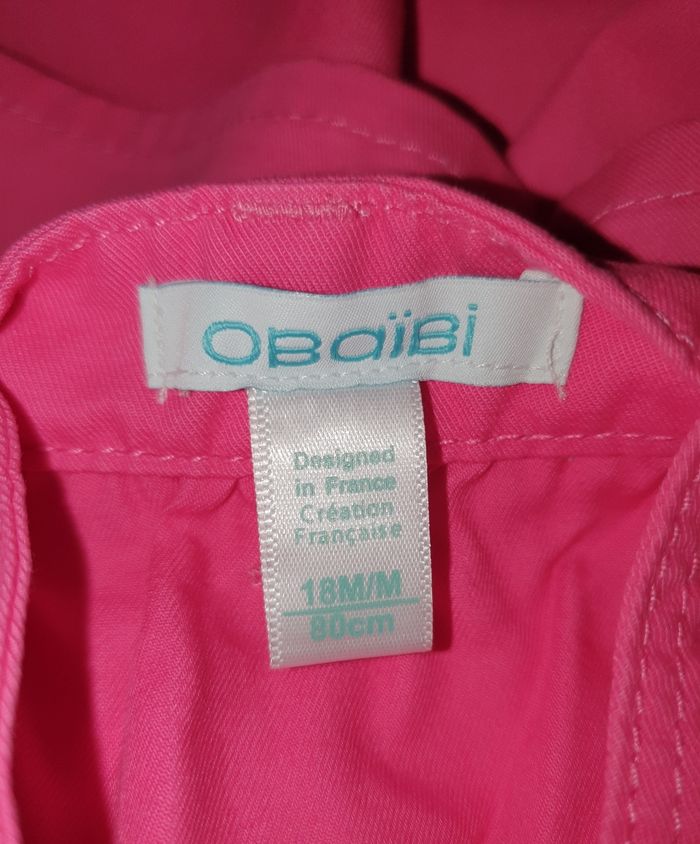 OBaïBi
Designed
in France
Création
Française
18M/M
80cm